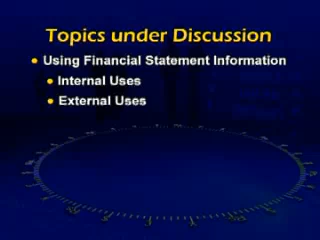 Topics under Discussion
Using Financial Statement Information
Internal Uses
External Uses